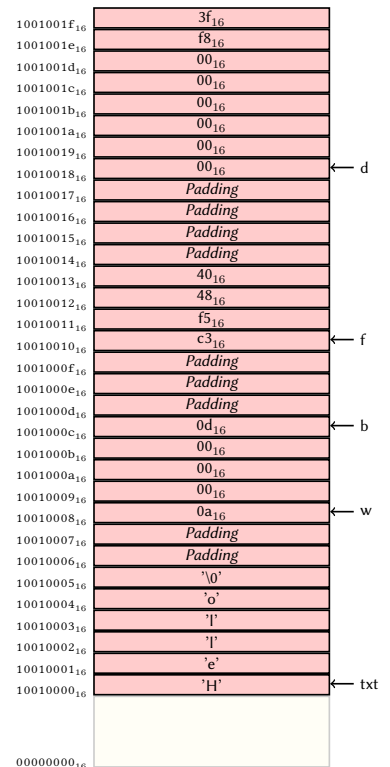 1001001f₁₆ 3f₁₆
1001001e₁₆ f8₁₆
1001001d₁₆ 00₁₆
1001001c₁₆ 00₁₆
1001001b₁₆ 00₁₆
1001001a₁₆ 00₁₆
10010019₁₆ 00₁₆
10010018₁₆ 00₁₆ d
10010017₁₆ Padding
10010016₁₆ Padding
10010015₁₆ Padding
10010014₁₆ Padding
10010013₁₆ 40₁₆
10010012₁₆ 48₁₆
10010011₁₆ f5₁₆
10010010₁₆ c3₁₆ f
1001000f₁₆ Padding
1001000e₁₆ Padding
1001000d₁₆ Padding
1001000c₁₆ 0d₁₆ b
1001000b₁₆ 00₁₆
1001000a₁₆ 00₁₆
10010009₁₆ 00₁₆
10010008₁₆ 0a₁₆ w
10010007₁₆ Padding
10010006₁₆ Padding
10010005₁₆ '\0'
10010004₁₆ 'o'
10010003₁₆ 'l'
10010002₁₆ 'l'
10010001₁₆ 'e'
10010000₁₆ 'H' txt
00000000₁₆